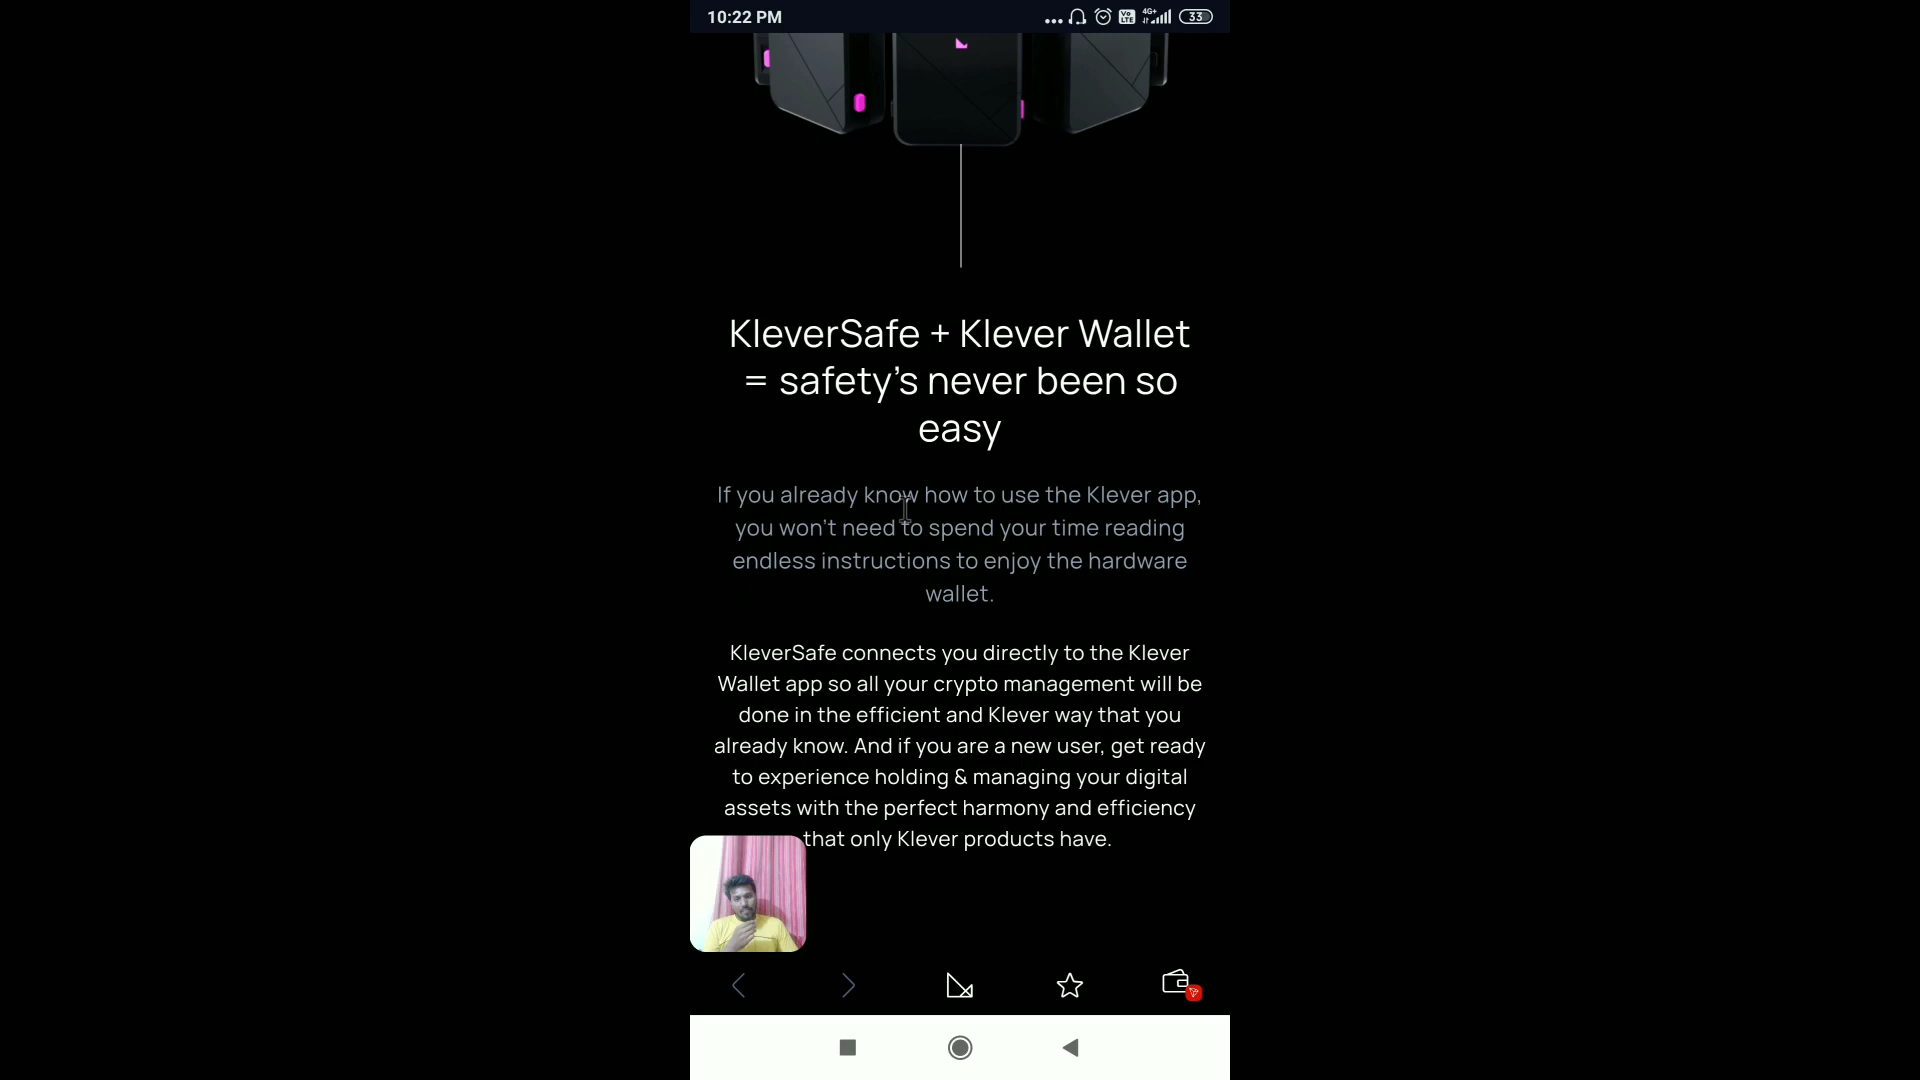 10:22 PM
Vo LTE 4G+ 33
KleverSafe + Klever Wallet
= safety’s never been so
easy
If you already know how to use the Klever app,
you won’t need to spend your time reading
endless instructions to enjoy the hardware
wallet.
KleverSafe connects you directly to the Klever
Wallet app so all your crypto management will be
done in the efficient and Klever way that you
already know. And if you are a new user, get ready
to experience holding & managing your digital
assets with the perfect harmony and efficiency
that only Klever products have.